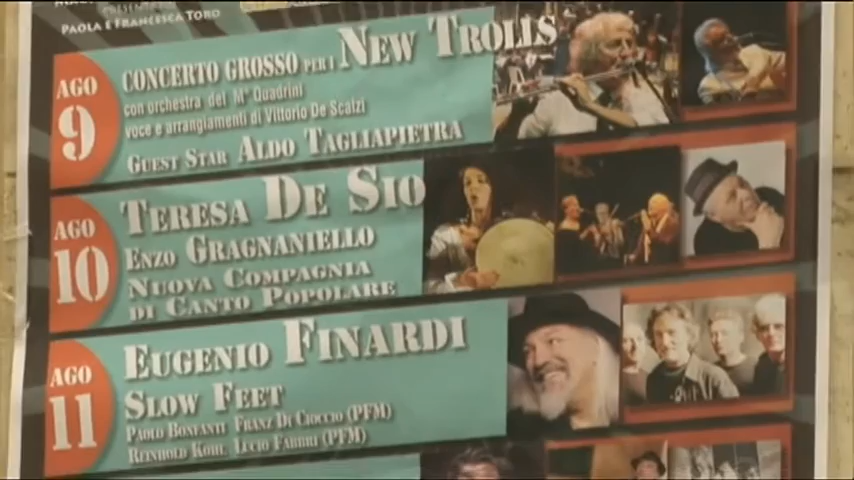 PRESENTANO
PAOLA E FRANCESCA TORO
AGO
9
CONCERTO GROSSO PER I NEW TROLLS
con orchestra del M° Quadrini
voce e arrangiamenti di Vittorio De Scalzi
GUEST STAR ALDO TAGLIAPIETRA
AGO
10
TERESA DE SIO
ENZO GRAGNANIELLO
NUOVA COMPAGNIA
DI CANTO POPOLARE
AGO
11
EUGENIO FINARDI
SLOW FEET
PAOLO BONFANTI FRANZ DI CIOCCIO (PFM)
REINHOLD KOHL LUCIO FABBRI (PFM)